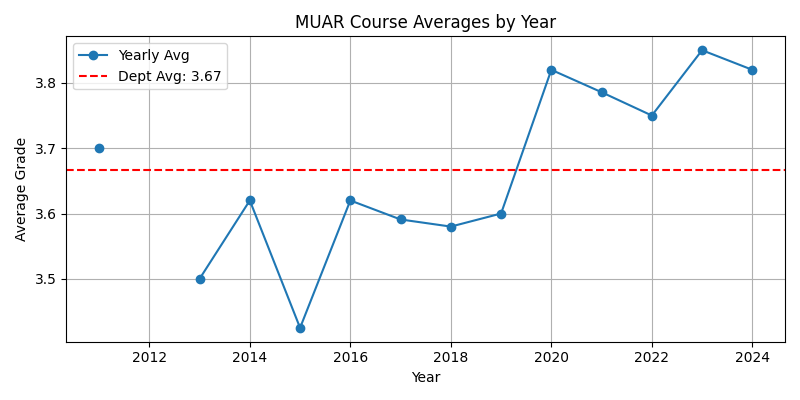 MUAR Course Averages by Year
Yearly Avg
Dept Avg: 3.67
Average Grade
3.8
3.7
3.6
3.5
2012 2014 2016 2018 2020 2022 2024
Year